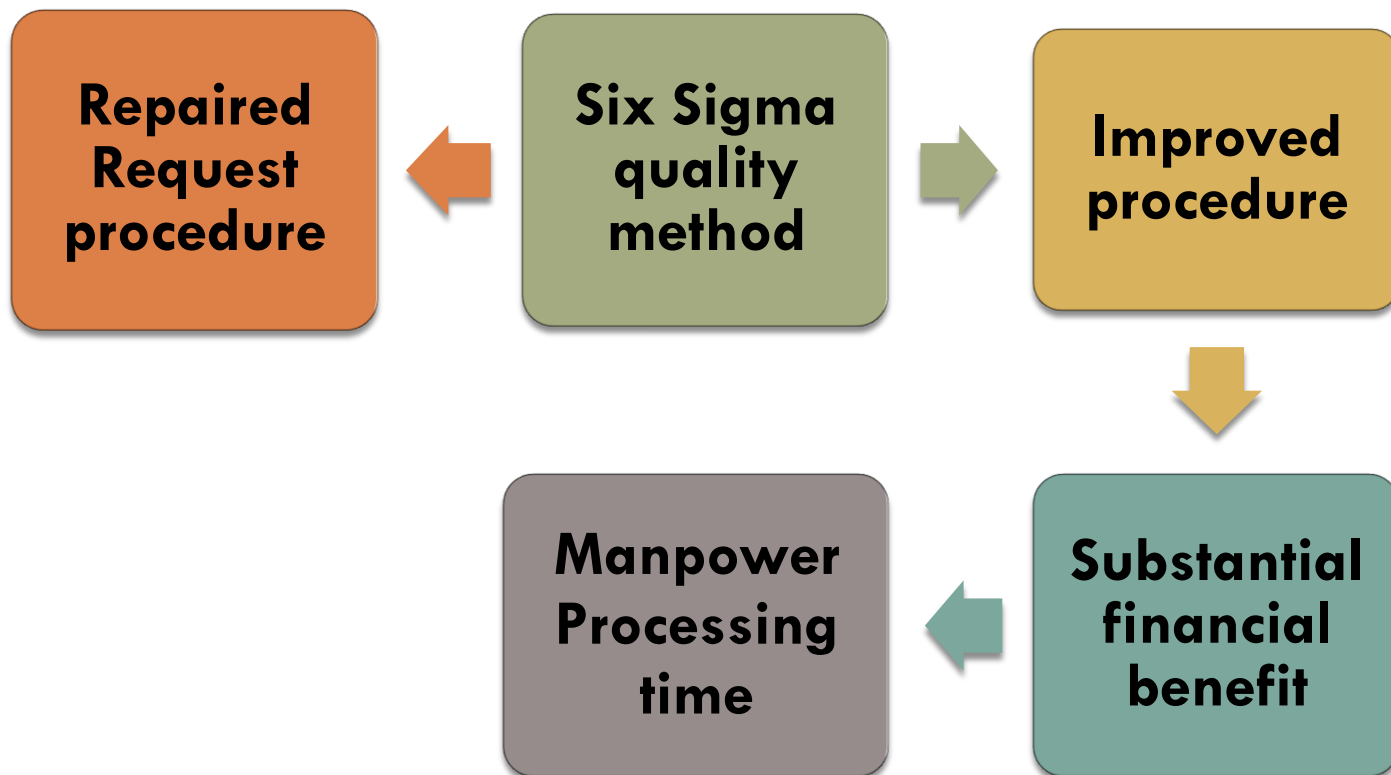 Repaired
Request
procedure
Six Sigma
quality
method
Improved
procedure
Manpower
Processing
time
Substantial
financial
benefit